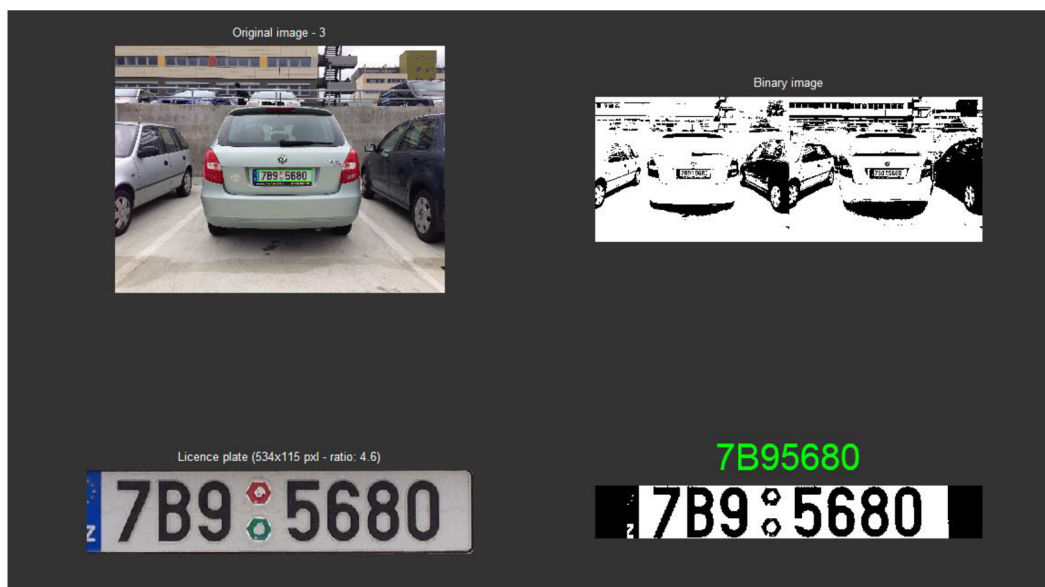 Original image - 3
Binary image
7B9 5680
Licence plate (534x115 pxl - ratio: 4.6)
7B95680
Z 7B9 5680
7B9 5680